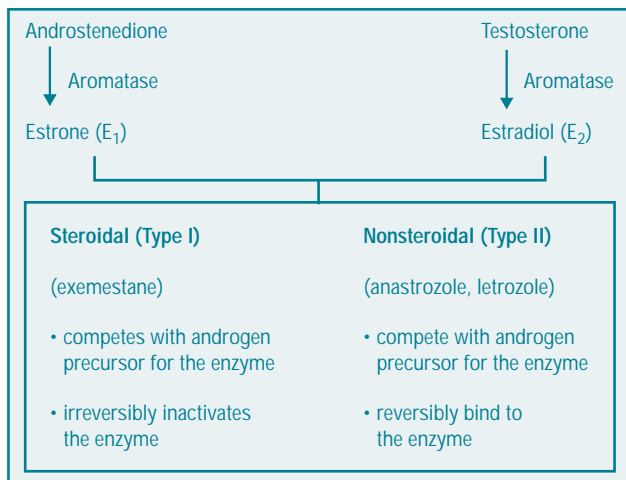 Androstenedione
Aromatase
Estrone (E₁)
Testosterone
Aromatase
Estradiol (E₂)
Steroidal (Type I)
(exemestane)
• competes with androgen
precursor for the enzyme
• irreversibly inactivates
the enzyme
Nonsteroidal (Type II)
(anastrozole, letrozole)
• compete with androgen
precursor for the enzyme
• reversibly bind to
the enzyme